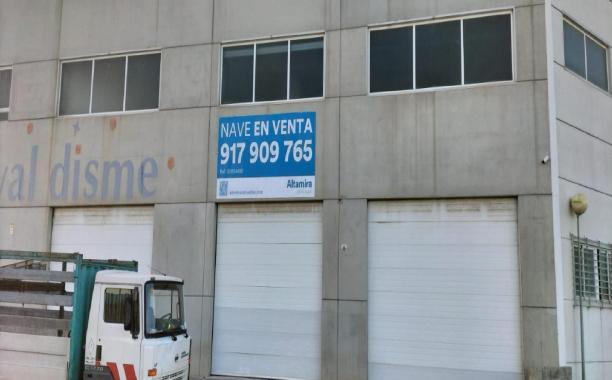 NAVE EN VENTA
917 909 765
Altamira
val disme